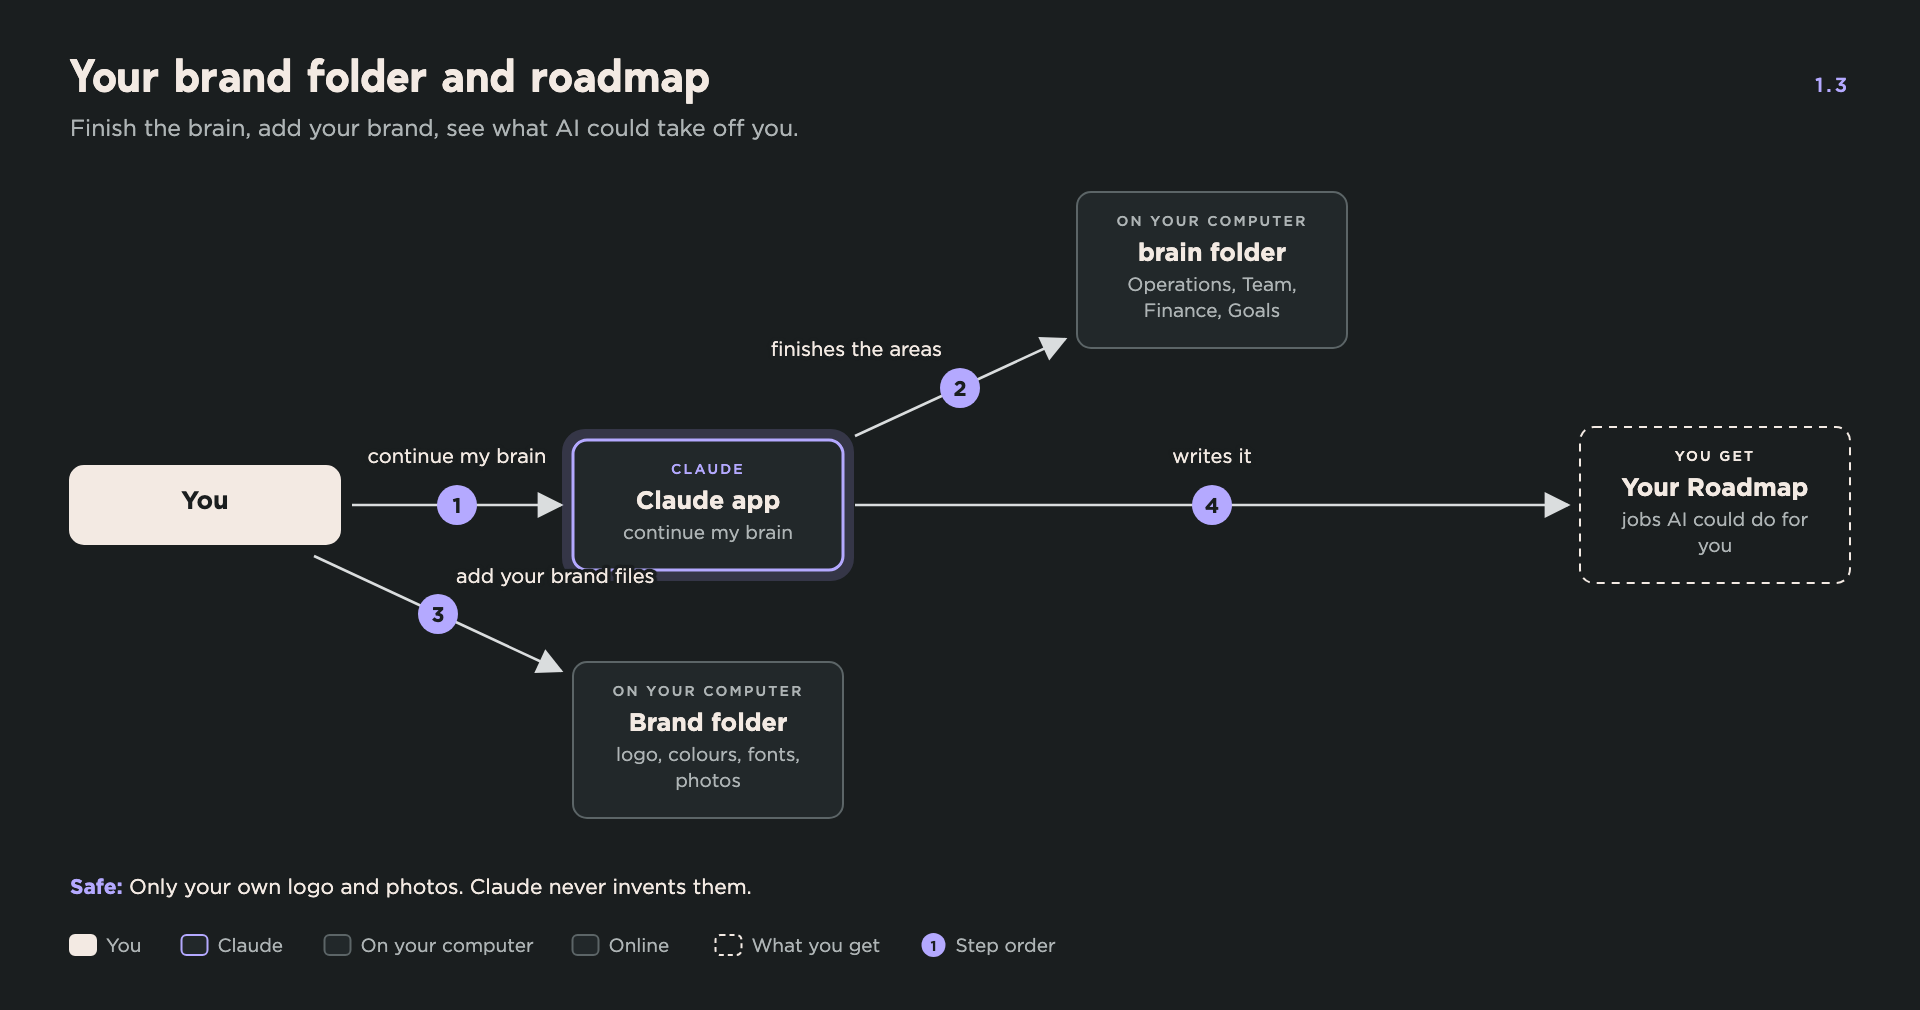 Your brand folder and roadmap
1.3
Finish the brain, add your brand, see what AI could take off you.
ON YOUR COMPUTER
brain folder
Operations, Team,
Finance, Goals
finishes the areas
2
continue my brain
1
You
CLAUDE
Claude app
continue my brain
writes it
4
YOU GET
Your Roadmap
jobs AI could do for
you
add your brand files
3
ON YOUR COMPUTER
Brand folder
logo, colours, fonts,
photos
Safe: Only your own logo and photos. Claude never invents them.
You
Claude
On your computer
Online
What you get
1 Step order